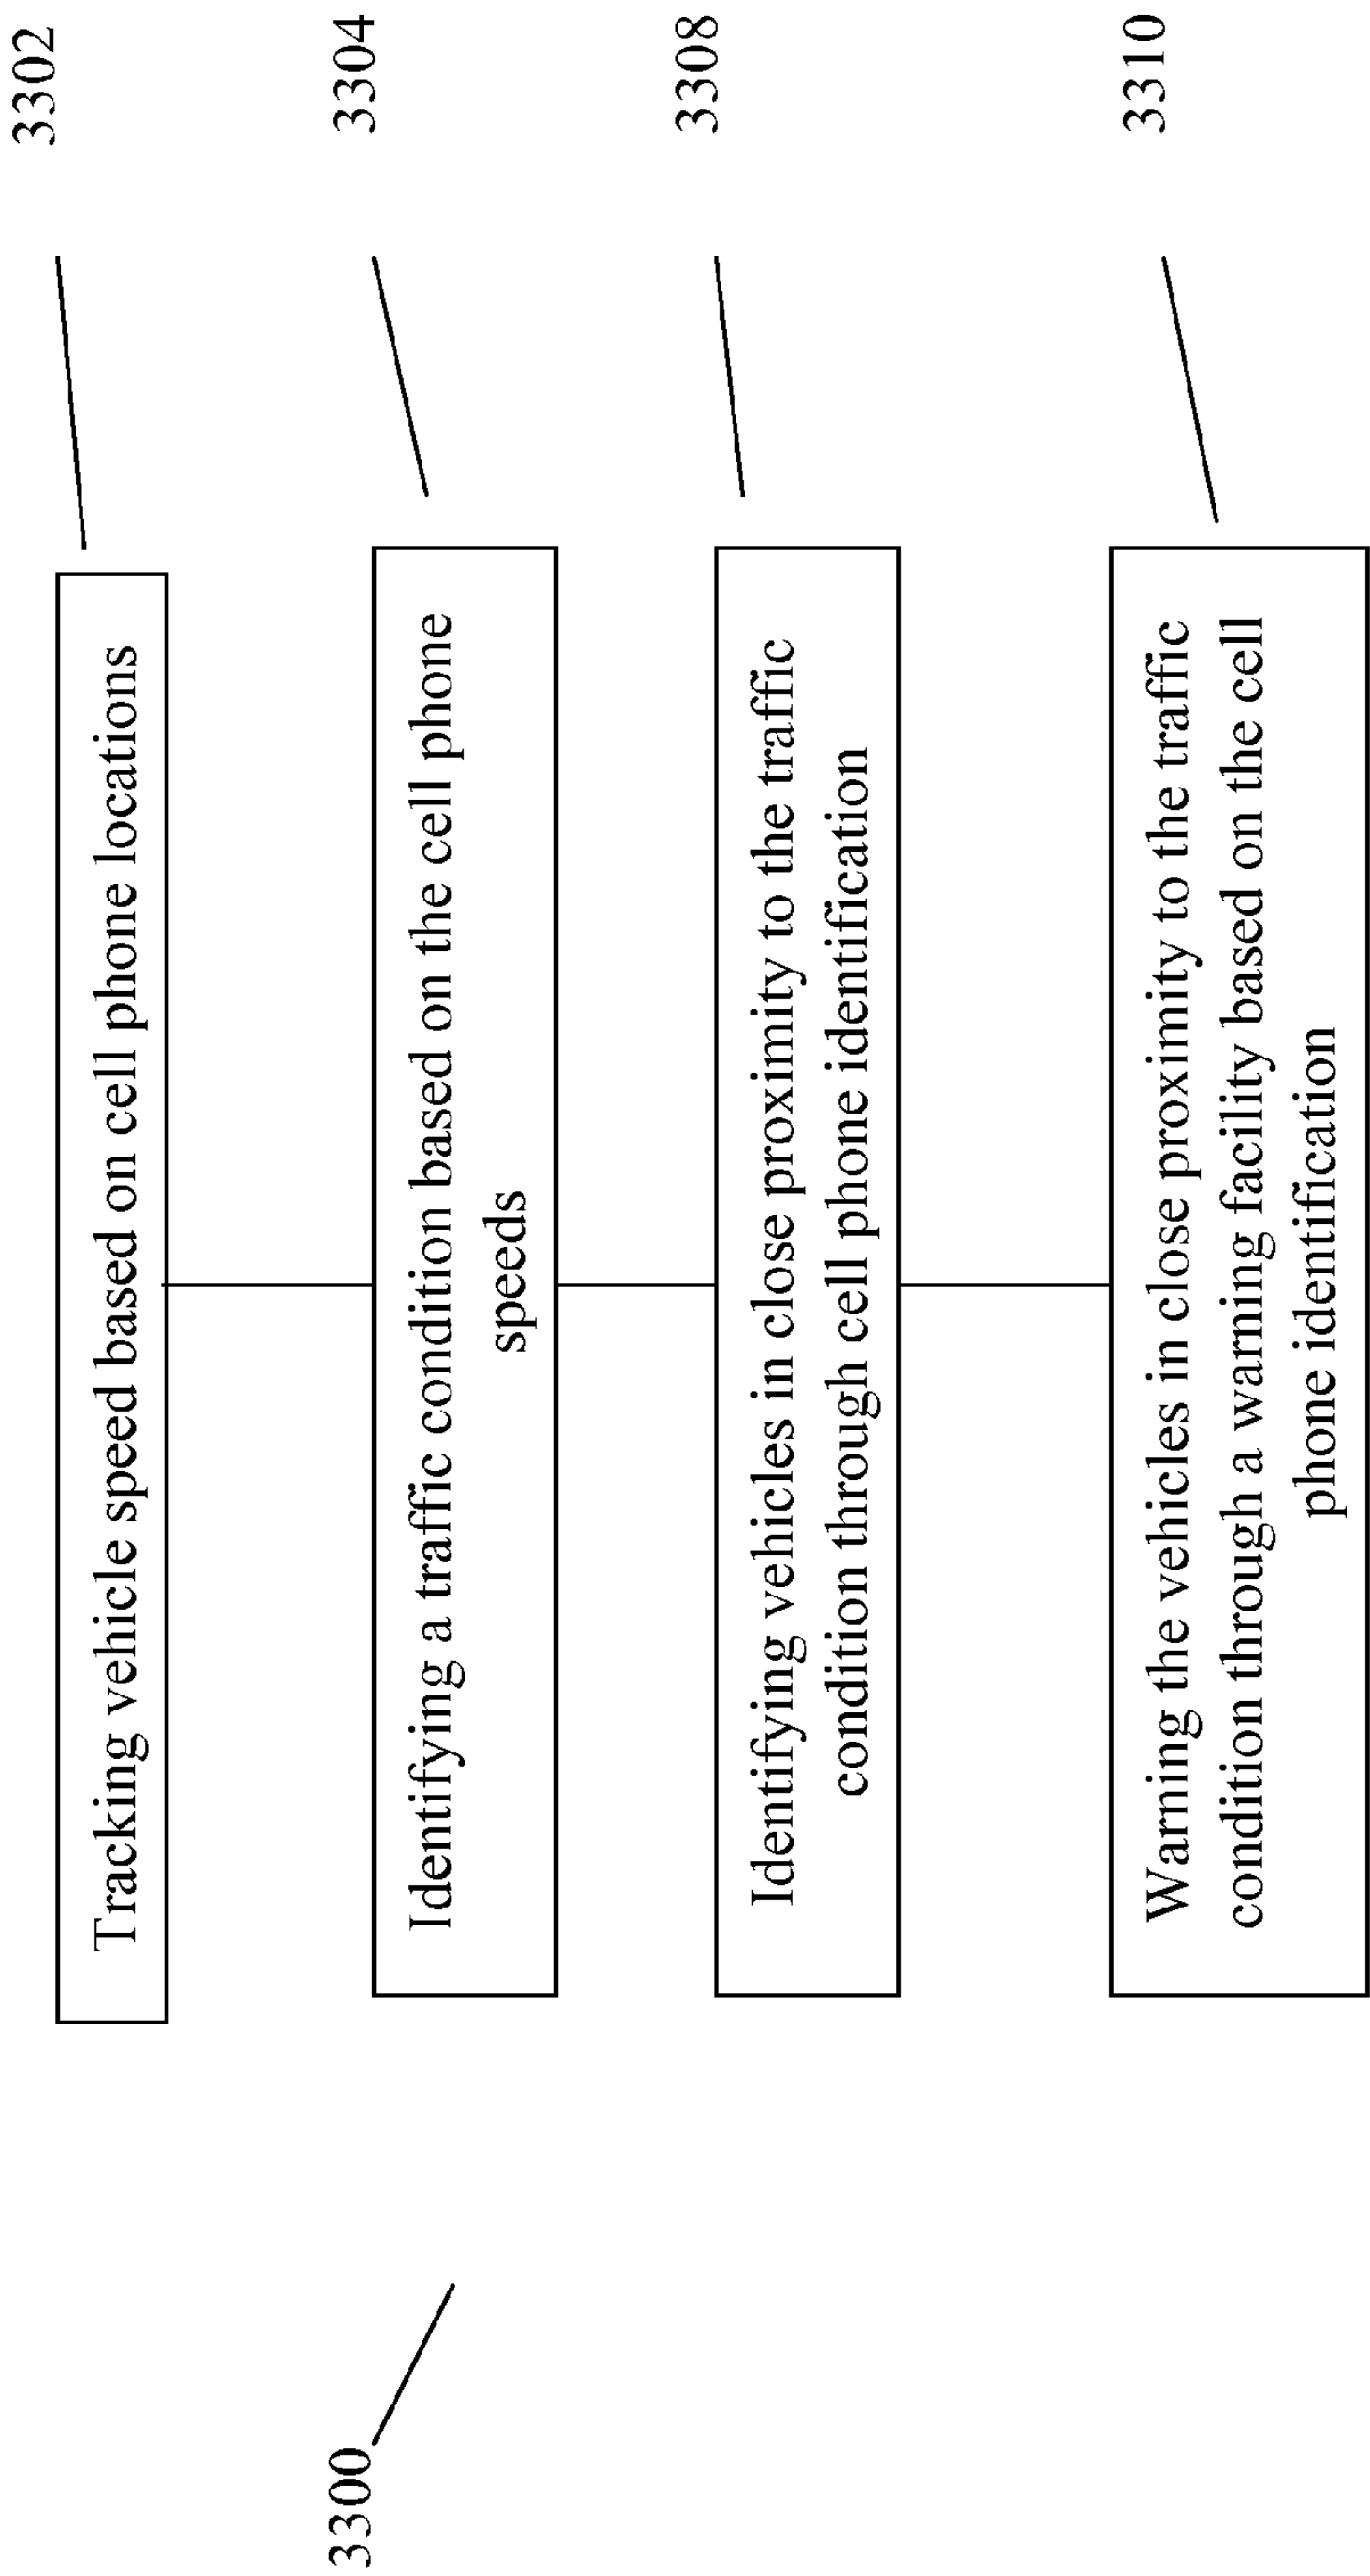 3302
Tracking vehicle speed based on cell phone locations
3304
Identifying a traffic condition based on the cell phone
speeds
3308
Identifying vehicles in close proximity to the traffic
condition through cell phone identification
3310
Warning the vehicles in close proximity to the traffic
condition through a warning facility based on the cell
phone identification
3300